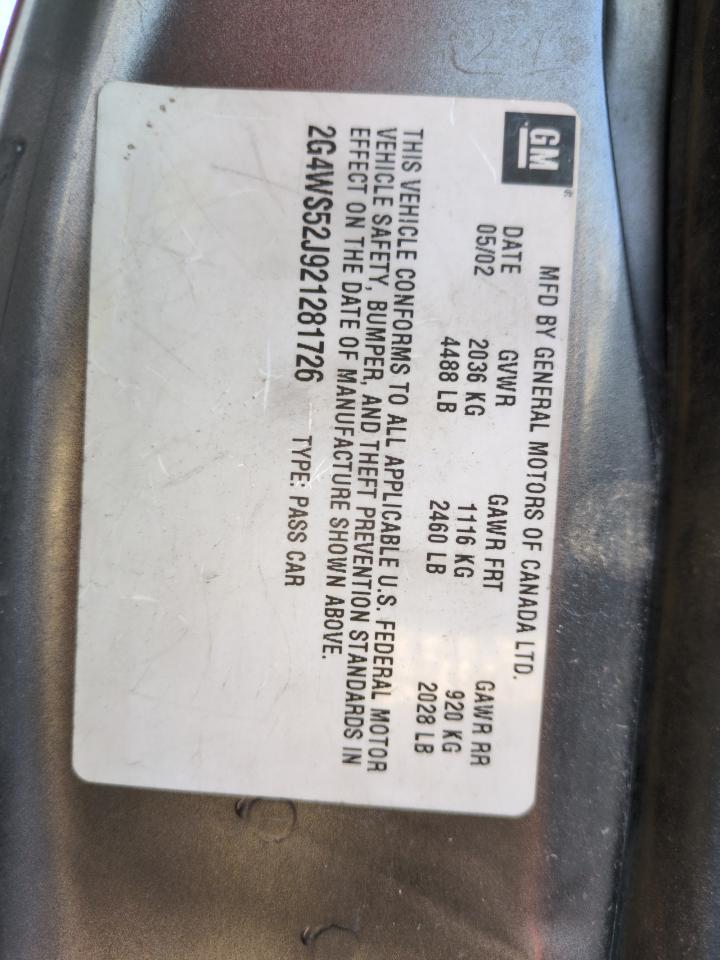 GM®
MFD BY GENERAL MOTORS OF CANADA LTD.
DATE GVWR GAWR FRT GAWR RR
05/02 2036 KG 1116 KG 920 KG
4488 LB 2460 LB 2028 LB
THIS VEHICLE CONFORMS TO ALL APPLICABLE U.S. FEDERAL MOTOR
VEHICLE SAFETY, BUMPER, AND THEFT PREVENTION STANDARDS IN
EFFECT ON THE DATE OF MANUFACTURE SHOWN ABOVE.
2G4WS52J921281726 TYPE: PASS CAR